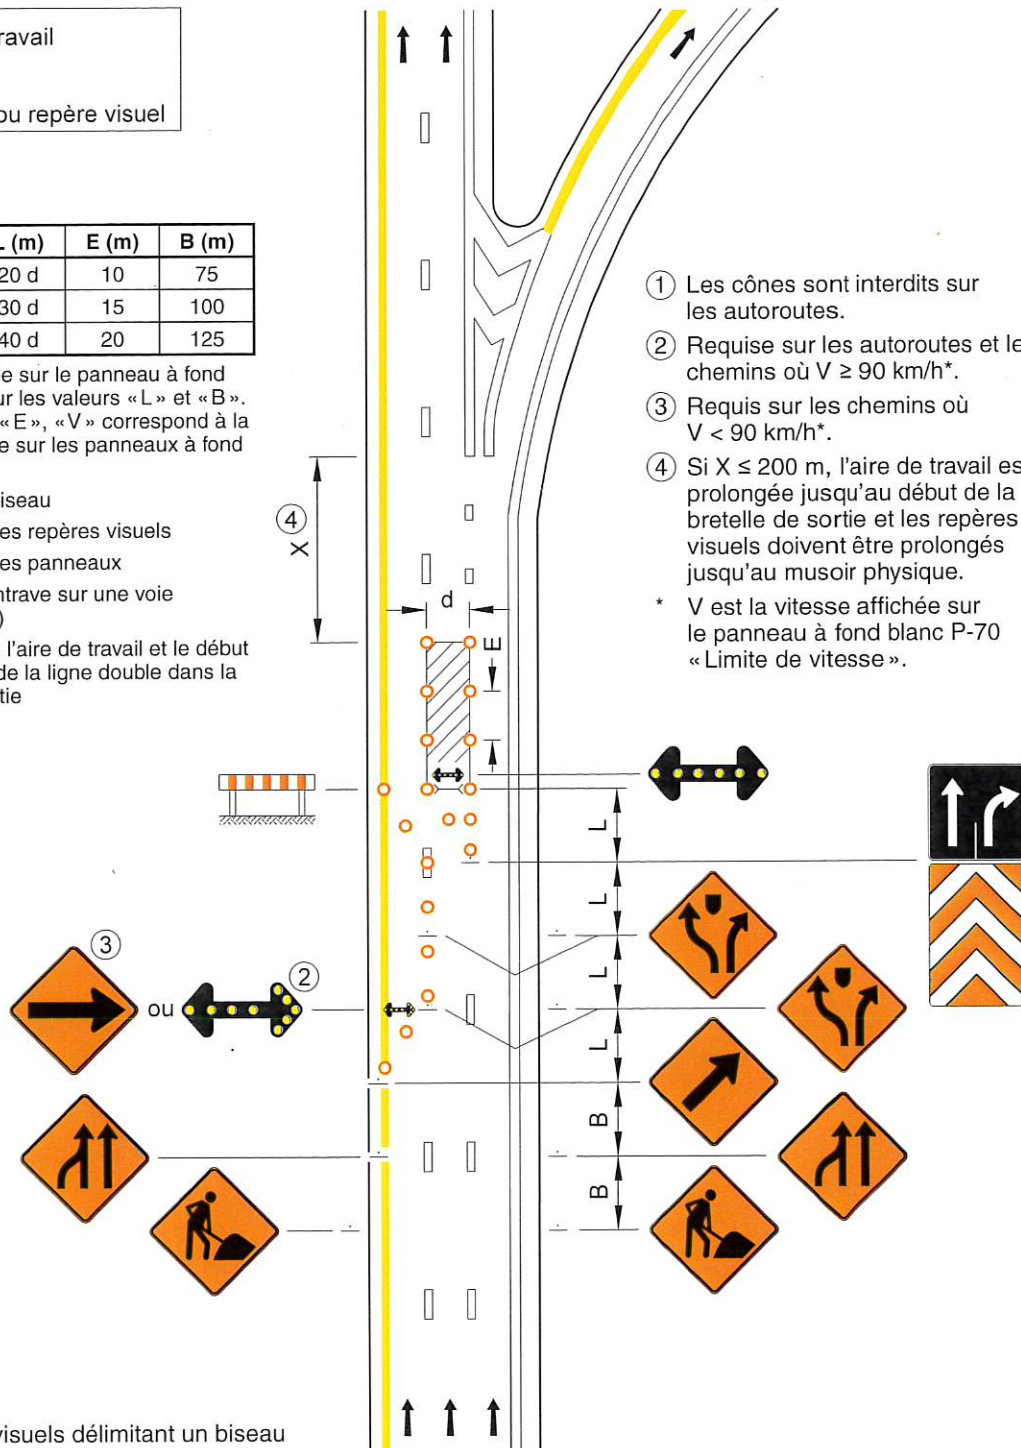 ravail
ou repère visuel
L (m) E (m) B (m)
20 d 10 75
30 d 15 100
40 d 20 125
e sur le panneau à fond
ur les valeurs « L » et « B ».
« E », « V » correspond à la
e sur les panneaux à fond
iseau
es repères visuels
es panneaux
ntrave sur une voie
)
l'aire de travail et le début
de la ligne double dans la
tie
① Les cônes sont interdits sur
les autoroutes.
② Requise sur les autoroutes et le
chemins où V ≥ 90 km/h*.
③ Requis sur les chemins où
V < 90 km/h*.
④ Si X ≤ 200 m, l'aire de travail es
prolongée jusqu'au début de la
bretelle de sortie et les repères
visuels doivent être prolongés
jusqu'au musoir physique.
* V est la vitesse affichée sur
le panneau à fond blanc P-70
« Limite de vitesse ».
④
X
d
E
L
L
L
L
B
B
③
ou
②
visuels délimitant un biseau